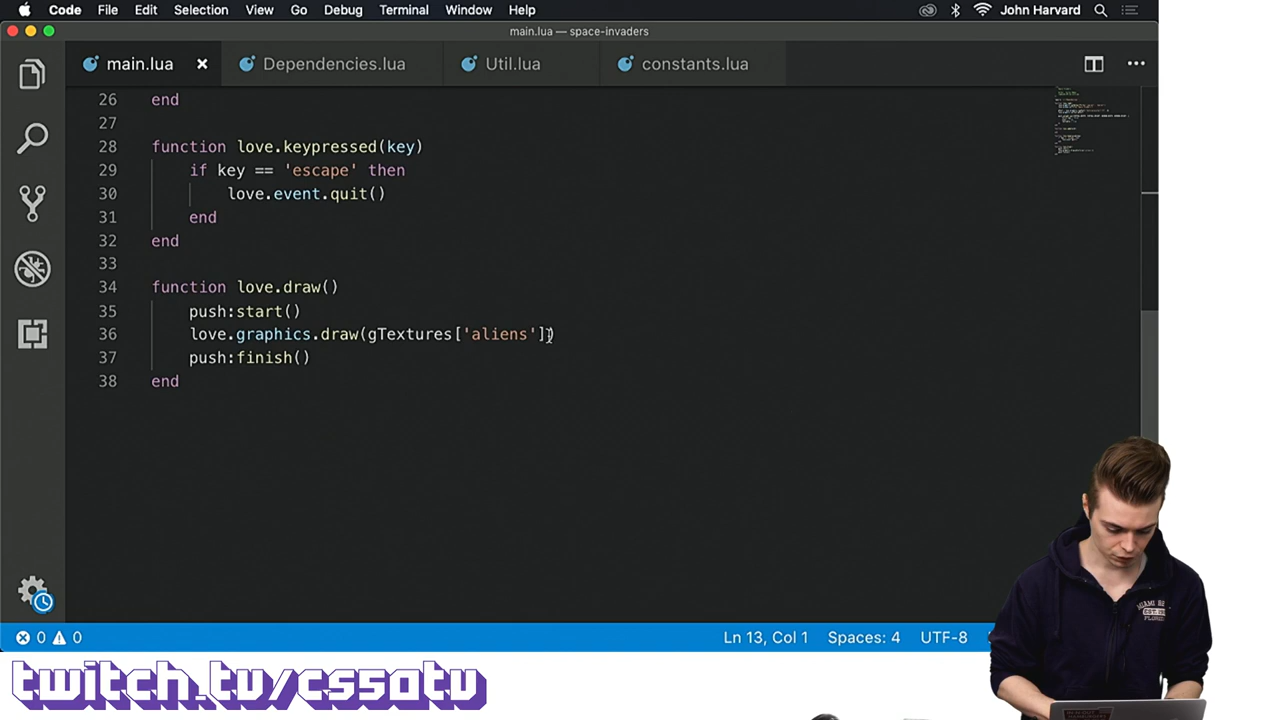 Code File Edit Selection View Go Debug Terminal Window Help John Harvard
main.lua — space-invaders
main.lua Dependencies.lua Util.lua constants.lua
26 end
27
28 function love.keypressed(key)
29 if key == 'escape' then
30 love.event.quit()
31 end
32 end
33
34 function love.draw()
35 push:start()
36 love.graphics.draw(gTextures['aliens'])
37 push:finish()
38 end
0 0 Ln 13, Col 1 Spaces: 4 UTF-8
twitch.tv/cs50tv